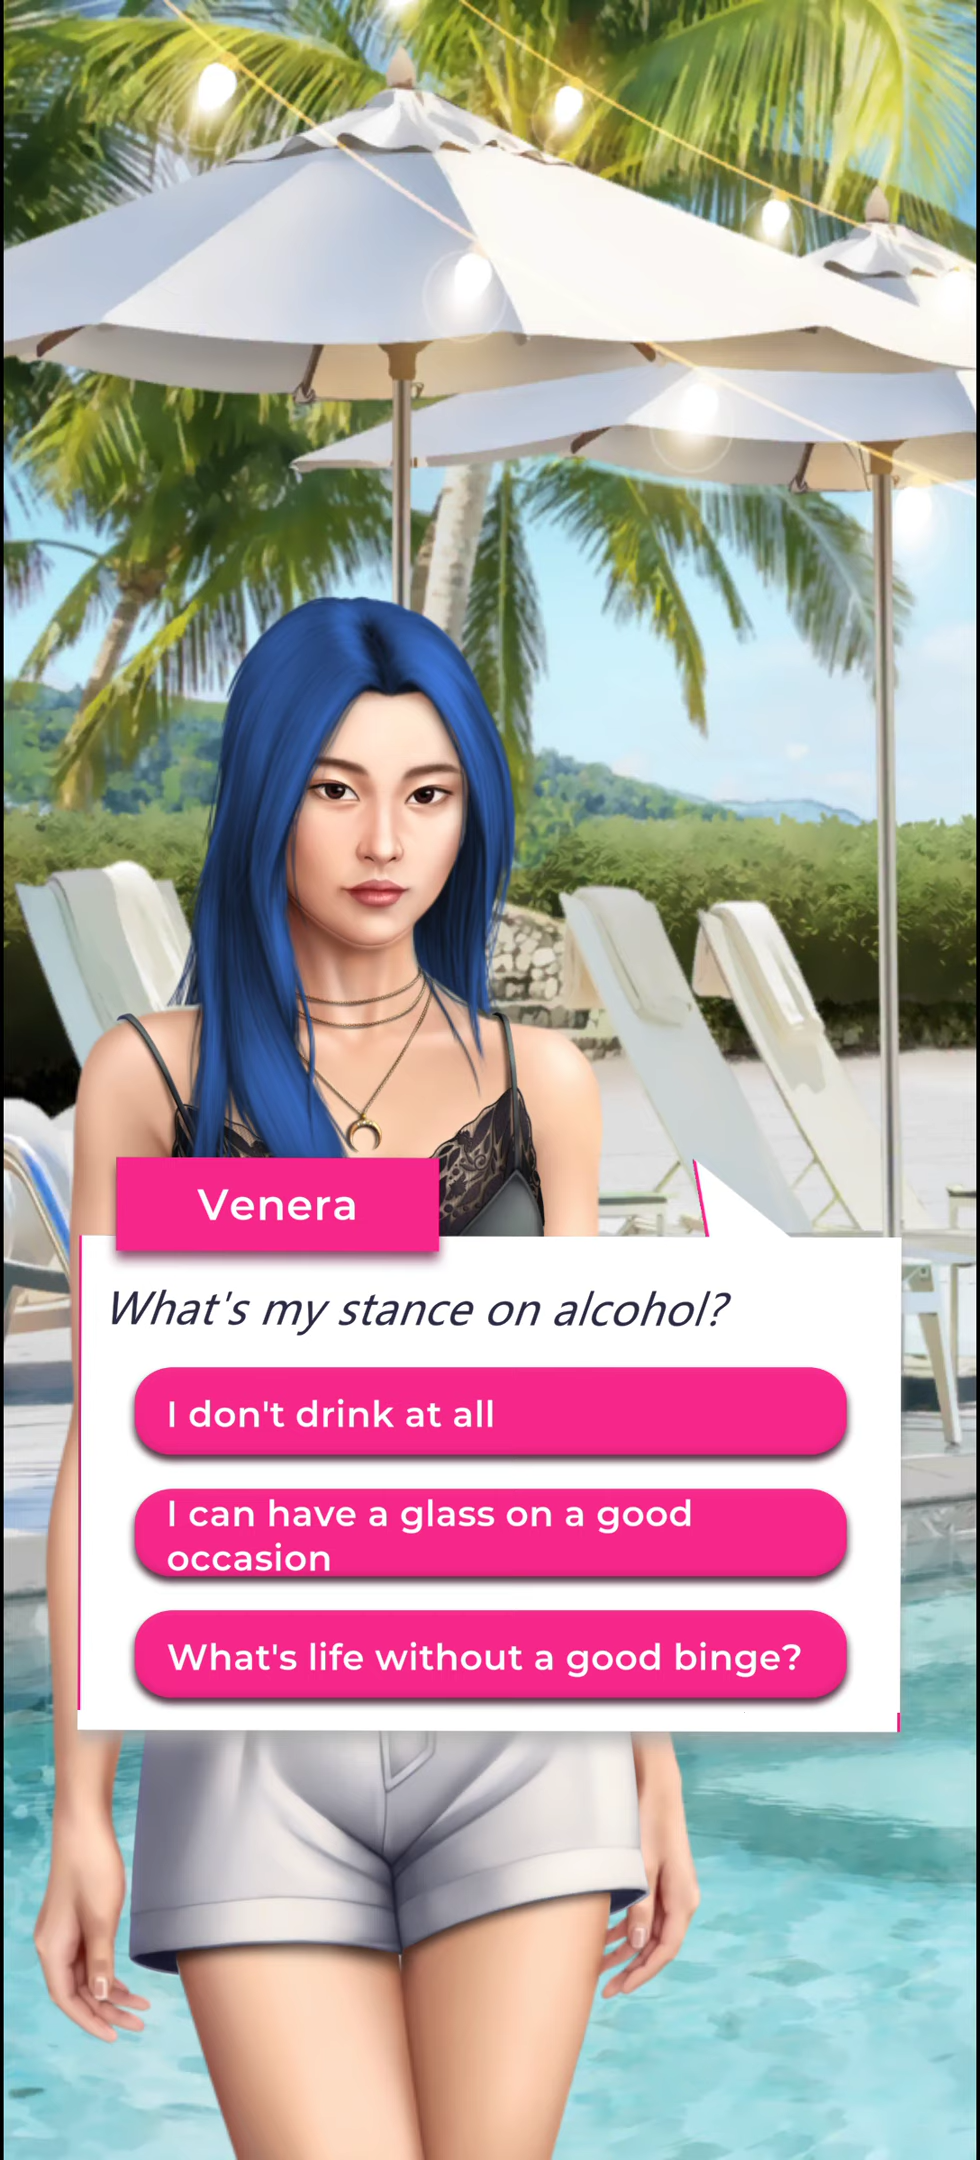 Venera
What's my stance on alcohol?
I don't drink at all
I can have a glass on a good
occasion
What's life without a good binge?